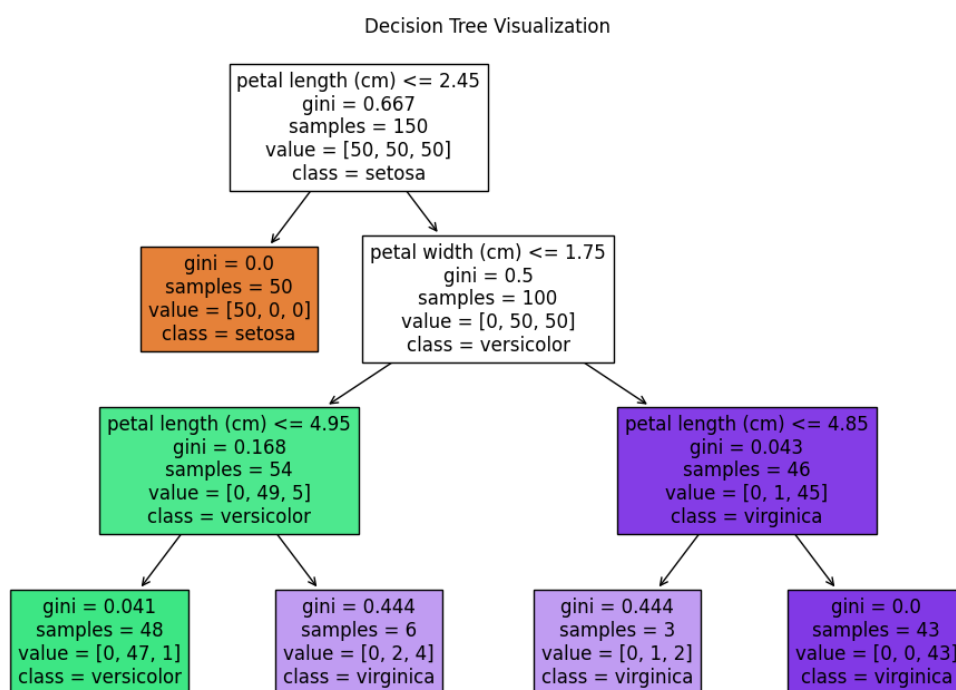 Decision Tree Visualization
petal length (cm) <= 2.45
gini = 0.667
samples = 150
value = [50, 50, 50]
class = setosa
gini = 0.0
samples = 50
value = [50, 0, 0]
class = setosa
petal width (cm) <= 1.75
gini = 0.5
samples = 100
value = [0, 50, 50]
class = versicolor
petal length (cm) <= 4.95
gini = 0.168
samples = 54
value = [0, 49, 5]
class = versicolor
petal length (cm) <= 4.85
gini = 0.043
samples = 46
value = [0, 1, 45]
class = virginica
gini = 0.041
samples = 48
value = [0, 47, 1]
class = versicolor
gini = 0.444
samples = 6
value = [0, 2, 4]
class = virginica
gini = 0.444
samples = 3
value = [0, 1, 2]
class = virginica
gini = 0.0
samples = 43
value = [0, 0, 43]
class = virginica